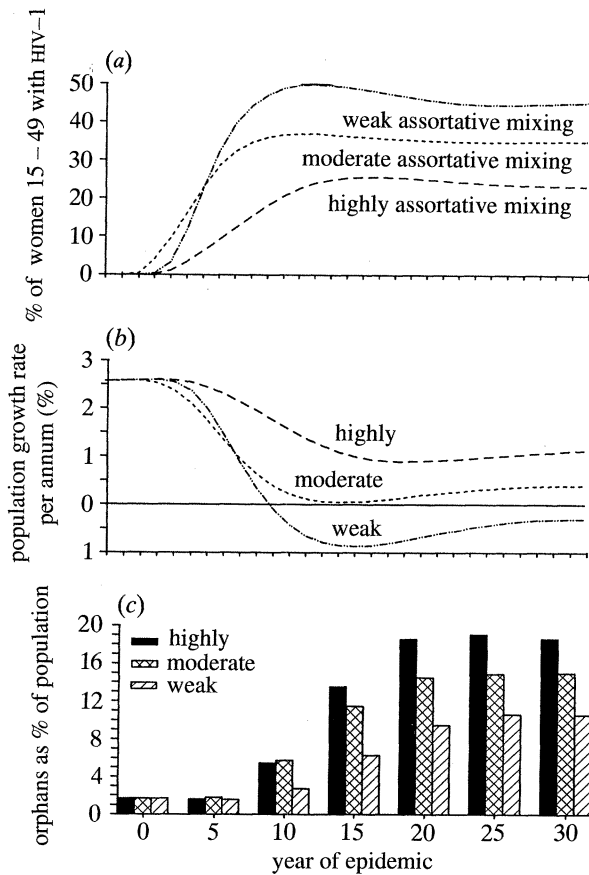 (a)
% of women 15 – 49 with HIV–1
50
40
30
20
10
0
weak assortative mixing
moderate assortative mixing
highly assortative mixing
(b)
population growth rate
per annum (%)
3
2
1
0
1
highly
moderate
weak
(c)
orphans as % of population
20
16
12
8
4
0
highly
moderate
weak
0 5 10 15 20 25 30
year of epidemic